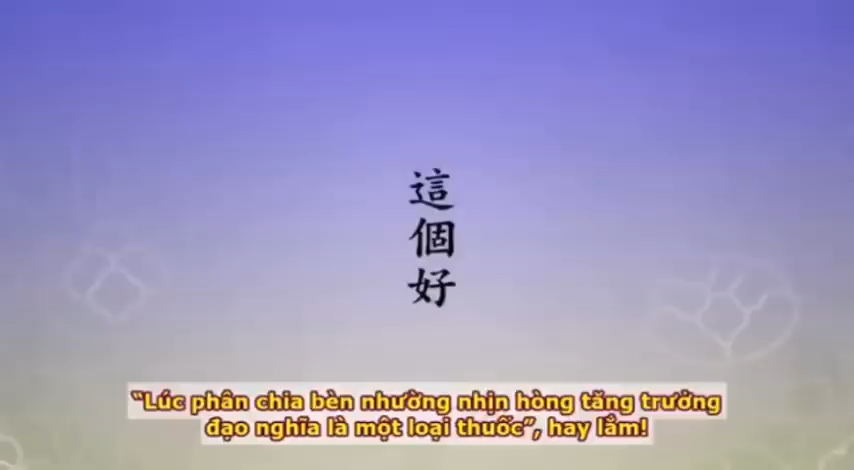 這個好
“Lúc phân chia bèn nhường nhịn hòng tăng trưởng
đạo nghĩa là một loại thuốc”, hay lắm!